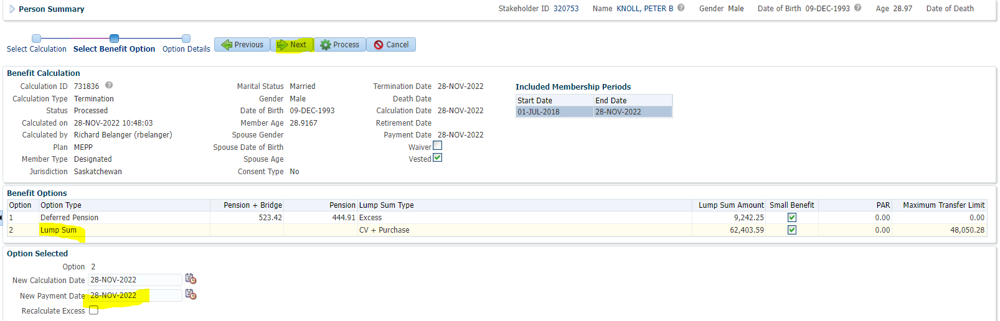 Person Summary Stakeholder ID 320753 Name KNOLL, PETER B Gender Male Date of Birth 09-DEC-1993 Age 28.97 Date of Death
Select Calculation Select Benefit Option Option Details Previous Next Process Cancel
Benefit Calculation
Calculation ID 731836 Marital Status Married Termination Date 28-NOV-2022 Included Membership Periods
Calculation Type Termination Gender Male Death Date Start Date End Date
Status Processed Date of Birth 09-DEC-1993 Calculation Date 28-NOV-2022 01-JUL-2018 28-NOV-2022
Calculated on 28-NOV-2022 10:48:03 Member Age 28.9167 Retirement Date
Calculated by Richard Belanger (rbelanger) Spouse Gender Payment Date 28-NOV-2022
Plan MEPP Spouse Date of Birth Waiver
Member Type Designated Spouse Age Vested
Jurisdiction Saskatchewan Consent Type No
Benefit Options
Option Option Type Pension + Bridge Pension Lump Sum Type Lump Sum Amount Small Benefit PAR Maximum Transfer Limit
1 Deferred Pension 523.42 444.91 Excess 9,242.25 0.00 0.00
2 Lump Sum CV + Purchase 62,403.59 0.00 48,050.28
Option Selected
Option 2
New Calculation Date 28-NOV-2022
New Payment Date 28-NOV-2022
Recalculate Excess